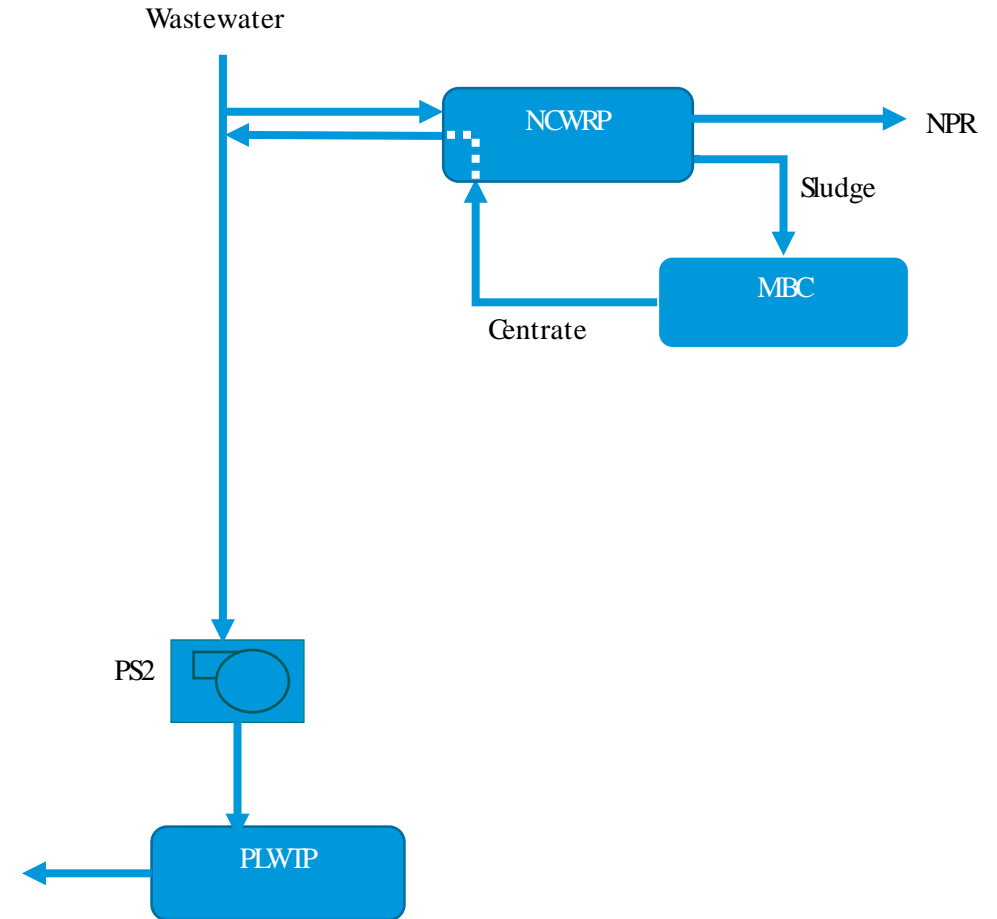 Wastewater
NCWRP
NPR
Sludge
MBC
Centrate
PS2
PLWTP